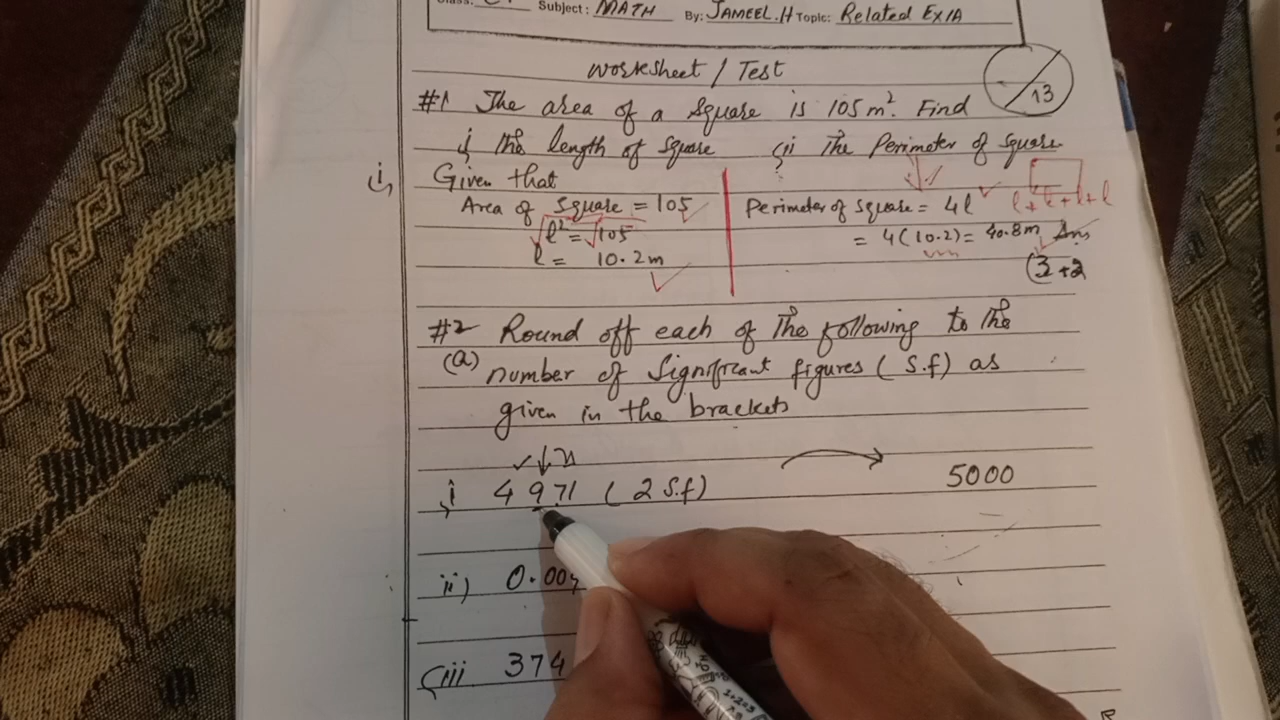 Class: Subject: MATH By: JAMEEL.H Topic: Related Ex1A
Worksheet / Test
13
#1 The area of a square is 105m². Find
i, the length of square (ii the Perimeter of square
i, Given that
Area of square = 105
√l² = √105
l = 10.2m
Perimeter of square = 4l
l+l+l+l
= 4(10.2) = 40.8m Ans
(3+2
#2 Round off each of the following to the
(a) number of significant figures (S.f) as
given in the brackets
i, 4971 (2 S.f) 5000
ii) 0.00
(iii 374